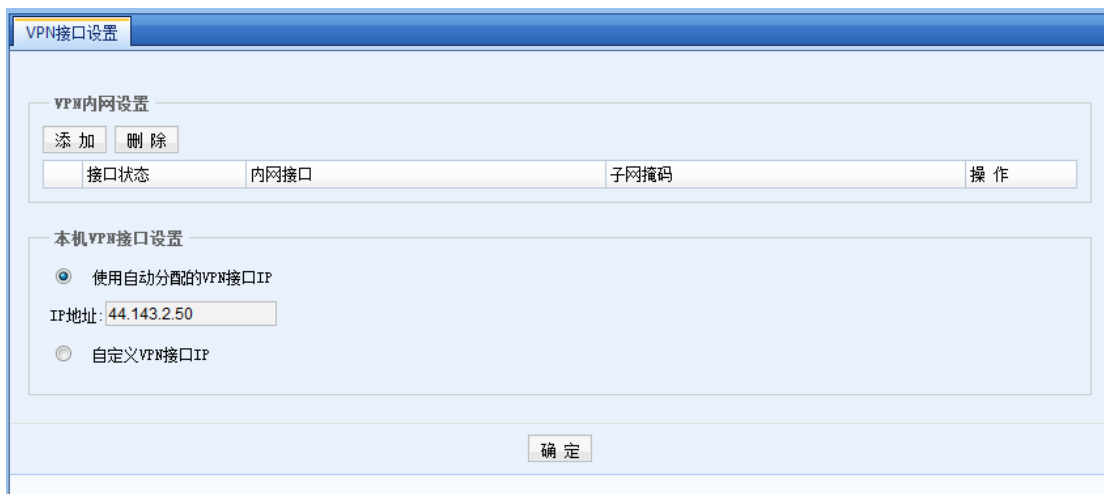 VPN接口设置
VPN内网设置
添 加 删 除
接口状态 内网接口 子网掩码 操 作
本机VPN接口设置
使用自动分配的VPN接口IP
IP地址: 44.143.2.50
自定义VPN接口IP
确 定